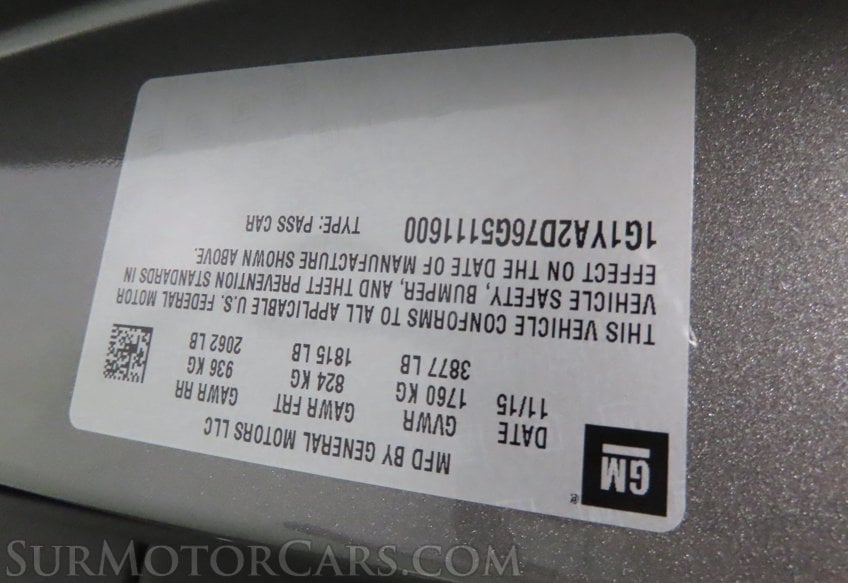 GM
®
MFD BY GENERAL MOTORS LLC
DATE GVWR GAWR FRT GAWR RR
11/15 1760 KG 824 KG 936 KG
3877 LB 1815 LB 2062 LB
THIS VEHICLE CONFORMS TO ALL APPLICABLE U.S. FEDERAL MOTOR
VEHICLE SAFETY, BUMPER, AND THEFT PREVENTION STANDARDS IN
EFFECT ON THE DATE OF MANUFACTURE SHOWN ABOVE.
1G1YA2D76G5111600 TYPE: PASS CAR
SURMOTORCARS.COM